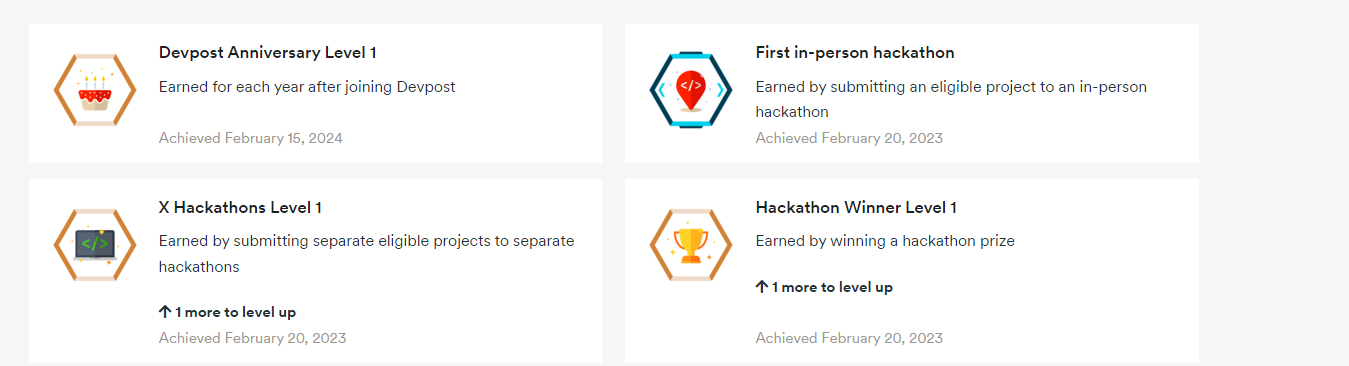 Devpost Anniversary Level 1
Earned for each year after joining Devpost
Achieved February 15, 2024
First in-person hackathon
Earned by submitting an eligible project to an in-person
hackathon
Achieved February 20, 2023
X Hackathons Level 1
Earned by submitting separate eligible projects to separate
hackathons
↑ 1 more to level up
Achieved February 20, 2023
Hackathon Winner Level 1
Earned by winning a hackathon prize
↑ 1 more to level up
Achieved February 20, 2023